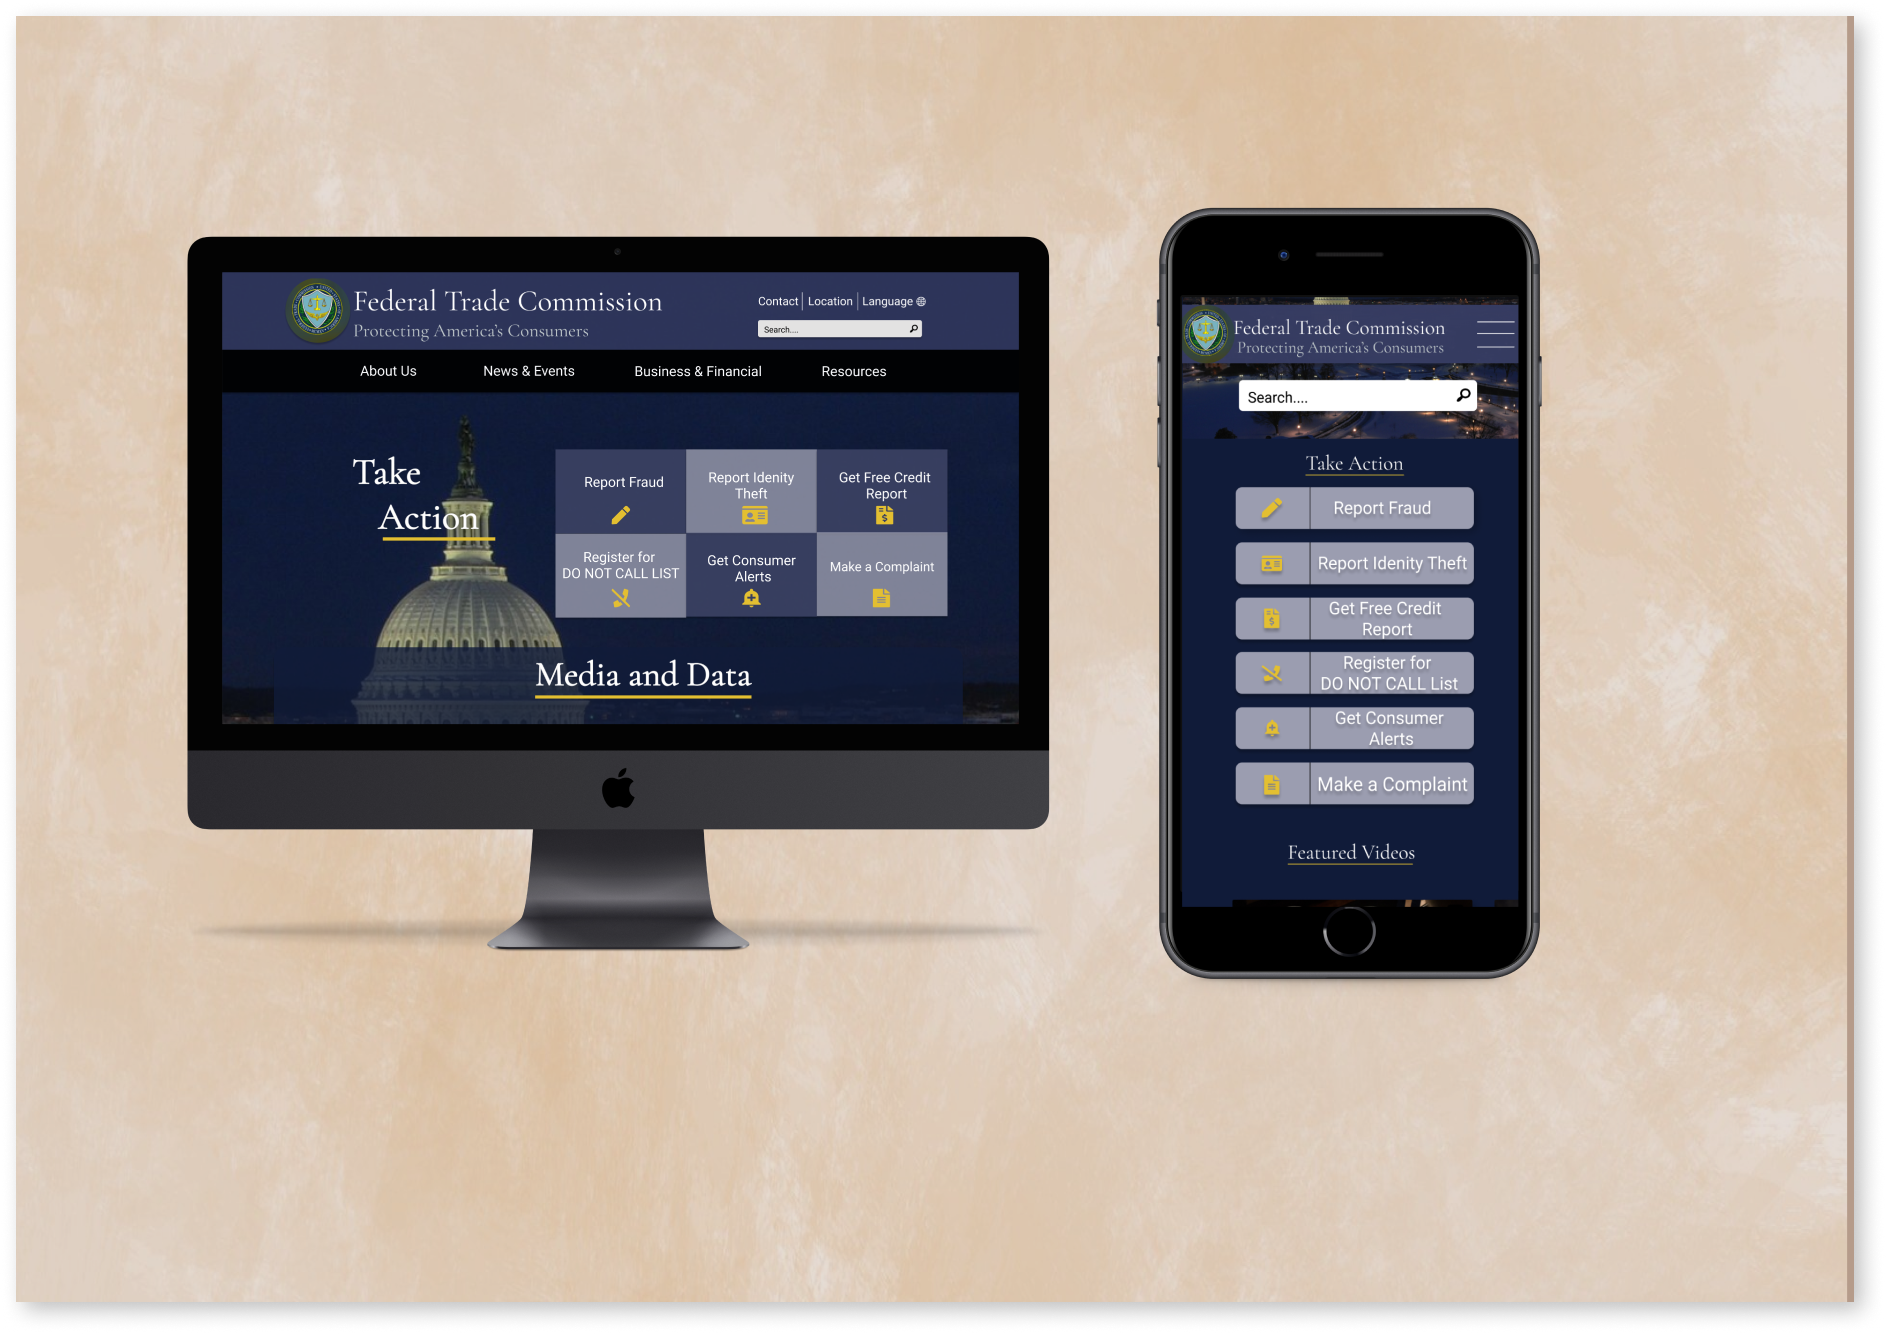 Federal Trade Commission
Protecting America's Consumers
Contact
Location
Language
Search....
About Us
News & Events
Business & Financial
Resources
Take
Action
Report Fraud
Report Idenity
Theft
Get Free Credit
Report
Register for
DO NOT CALL LIST
Get Consumer
Alerts
Make a Complaint
Media and Data
Federal Trade Commission
Protecting America's Consumers
Search....
Take Action
Report Fraud
Report Idenity Theft
Get Free Credit
Report
Register for
DO NOT CALL List
Get Consumer
Alerts
Make a Complaint
Featured Videos